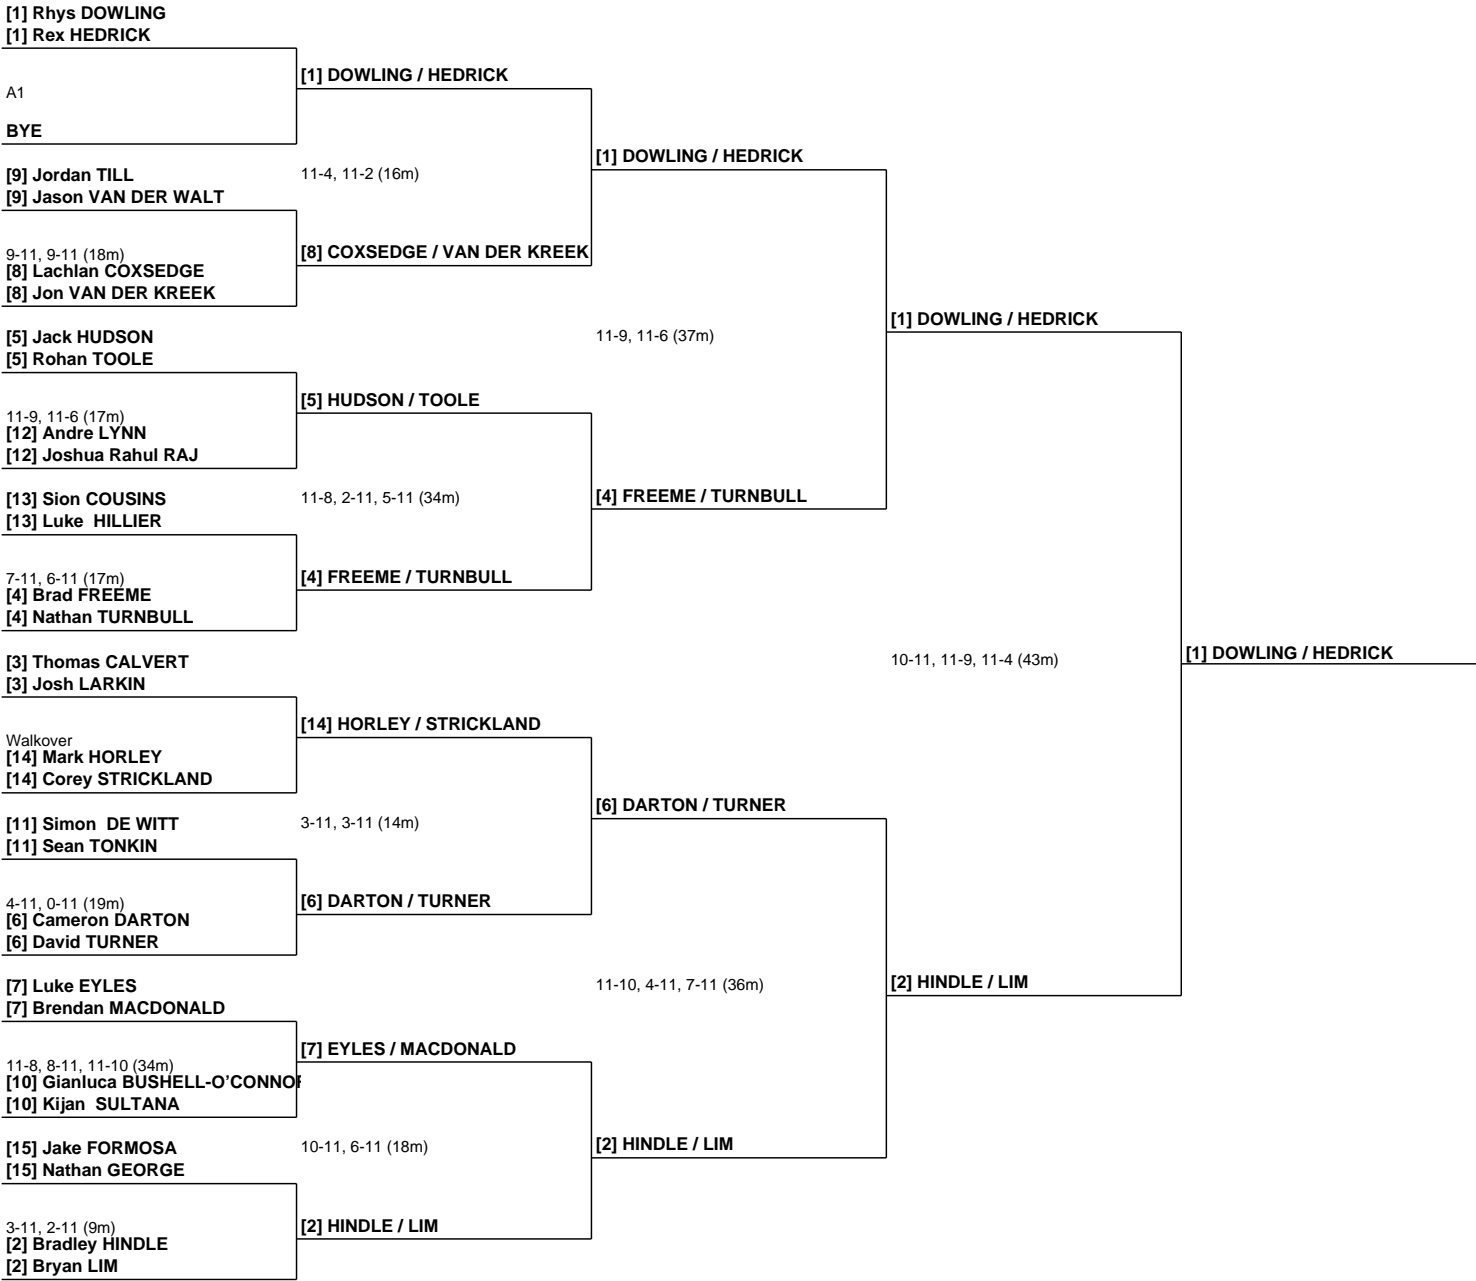 [1] Rhys DOWLING
[1] Rex HEDRICK
A1
BYE
[9] Jordan TILL
[9] Jason VAN DER WALT
9-11, 9-11 (18m)
[8] Lachlan COXSEDGE
[8] Jon VAN DER KREEK
[5] Jack HUDSON
[5] Rohan TOOLE
11-9, 11-6 (17m)
[12] Andre LYNN
[12] Joshua Rahul RAJ
[13] Sion COUSINS
[13] Luke HILLIER
7-11, 6-11 (17m)
[4] Brad FREEME
[4] Nathan TURNBULL
[3] Thomas CALVERT
[3] Josh LARKIN
Walkover
[14] Mark HORLEY
[14] Corey STRICKLAND
[11] Simon DE WITT
[11] Sean TONKIN
4-11, 0-11 (19m)
[6] Cameron DARTON
[6] David TURNER
[7] Luke EYLES
[7] Brendan MACDONALD
11-8, 8-11, 11-10 (34m)
[10] Gianluca BUSHELL-O’CONNO
[10] Kijan SULTANA
[15] Jake FORMOSA
[15] Nathan GEORGE
3-11, 2-11 (9m)
[2] Bradley HINDLE
[2] Bryan LIM
[1] DOWLING / HEDRICK
11-4, 11-2 (16m)
[8] COXSEDGE / VAN DER KREEK
[5] HUDSON / TOOLE
11-8, 2-11, 5-11 (34m)
[4] FREEME / TURNBULL
[14] HORLEY / STRICKLAND
3-11, 3-11 (14m)
[6] DARTON / TURNER
[7] EYLES / MACDONALD
10-11, 6-11 (18m)
[2] HINDLE / LIM
[1] DOWLING / HEDRICK
11-9, 11-6 (37m)
[4] FREEME / TURNBULL
[6] DARTON / TURNER
11-10, 4-11, 7-11 (36m)
[2] HINDLE / LIM
[1] DOWLING / HEDRICK
10-11, 11-9, 11-4 (43m)
[2] HINDLE / LIM
[1] DOWLING / HEDRICK